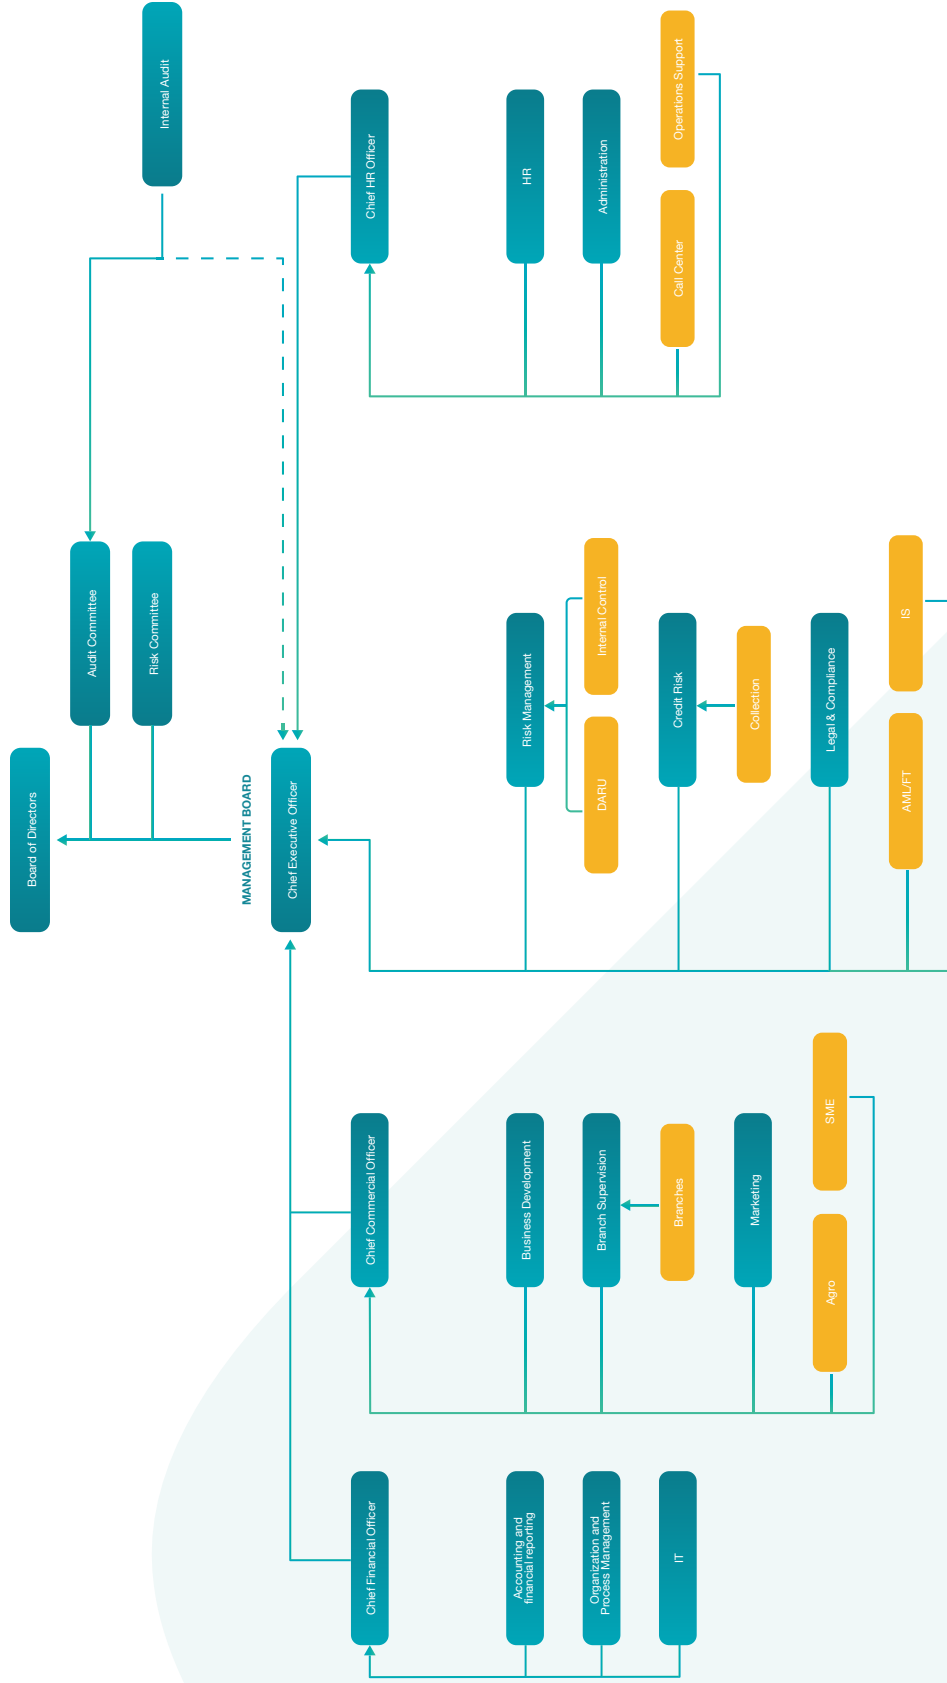 Board of Directors
Audit Committee
Risk Committee
Internal Audit
MANAGEMENT BOARD
Chief Executive Officer
Chief Financial Officer
Chief Commercial Officer
Chief HR Officer
Accounting and
financial reporting
Business Development
Risk Management
HR
Organization and
Process Management
Branch Supervision
DARU
Internal Control
Administration
IT
Branches
Credit Risk
Call Center
Operations Support
Marketing
Collection
Agro
SME
Legal & Compliance
AML/FT
IS